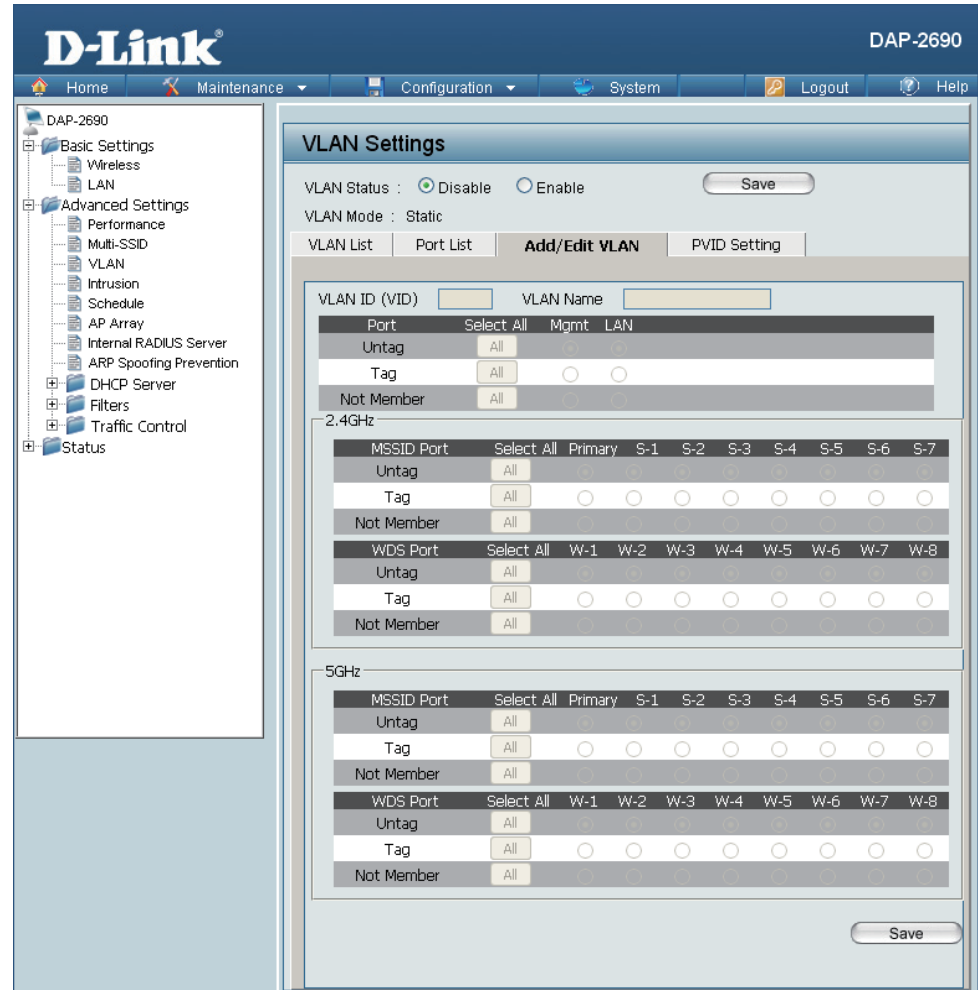 D-Link®
DAP-2690
Home Maintenance Configuration System Logout Help
DAP-2690
Basic Settings
Wireless
LAN
Advanced Settings
Performance
Multi-SSID
VLAN
Intrusion
Schedule
AP Array
Internal RADIUS Server
ARP Spoofing Prevention
DHCP Server
Filters
Traffic Control
Status
VLAN Settings
VLAN Status : Disable Enable Save
VLAN Mode : Static
VLAN List Port List Add/Edit VLAN PVID Setting
VLAN ID (VID) VLAN Name
Port Select All Mgmt LAN
Untag All
Tag All
Not Member All
2.4GHz
MSSID Port Select All Primary S-1 S-2 S-3 S-4 S-5 S-6 S-7
Untag All
Tag All
Not Member All
WDS Port Select All W-1 W-2 W-3 W-4 W-5 W-6 W-7 W-8
Untag All
Tag All
Not Member All
5GHz
MSSID Port Select All Primary S-1 S-2 S-3 S-4 S-5 S-6 S-7
Untag All
Tag All
Not Member All
WDS Port Select All W-1 W-2 W-3 W-4 W-5 W-6 W-7 W-8
Untag All
Tag All
Not Member All
Save